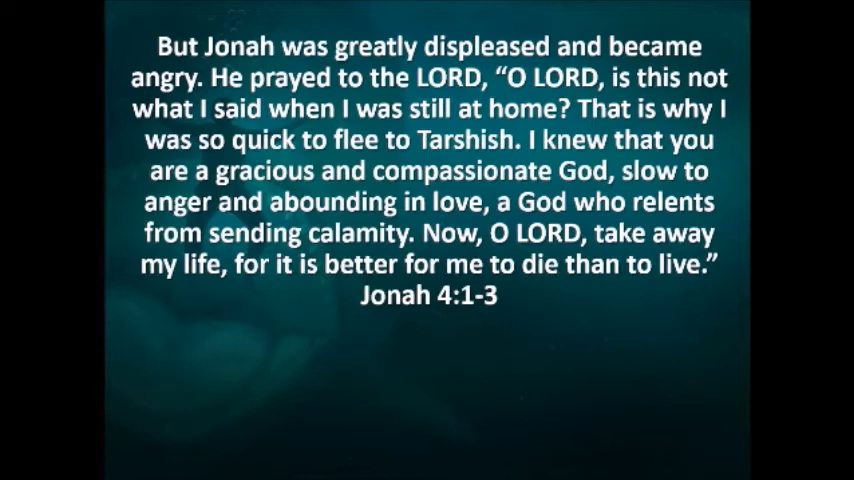 But Jonah was greatly displeased and became
angry. He prayed to the LORD, “O LORD, is this not
what I said when I was still at home? That is why I
was so quick to flee to Tarshish. I knew that you
are a gracious and compassionate God, slow to
anger and abounding in love, a God who relents
from sending calamity. Now, O LORD, take away
my life, for it is better for me to die than to live.”
Jonah 4:1-3